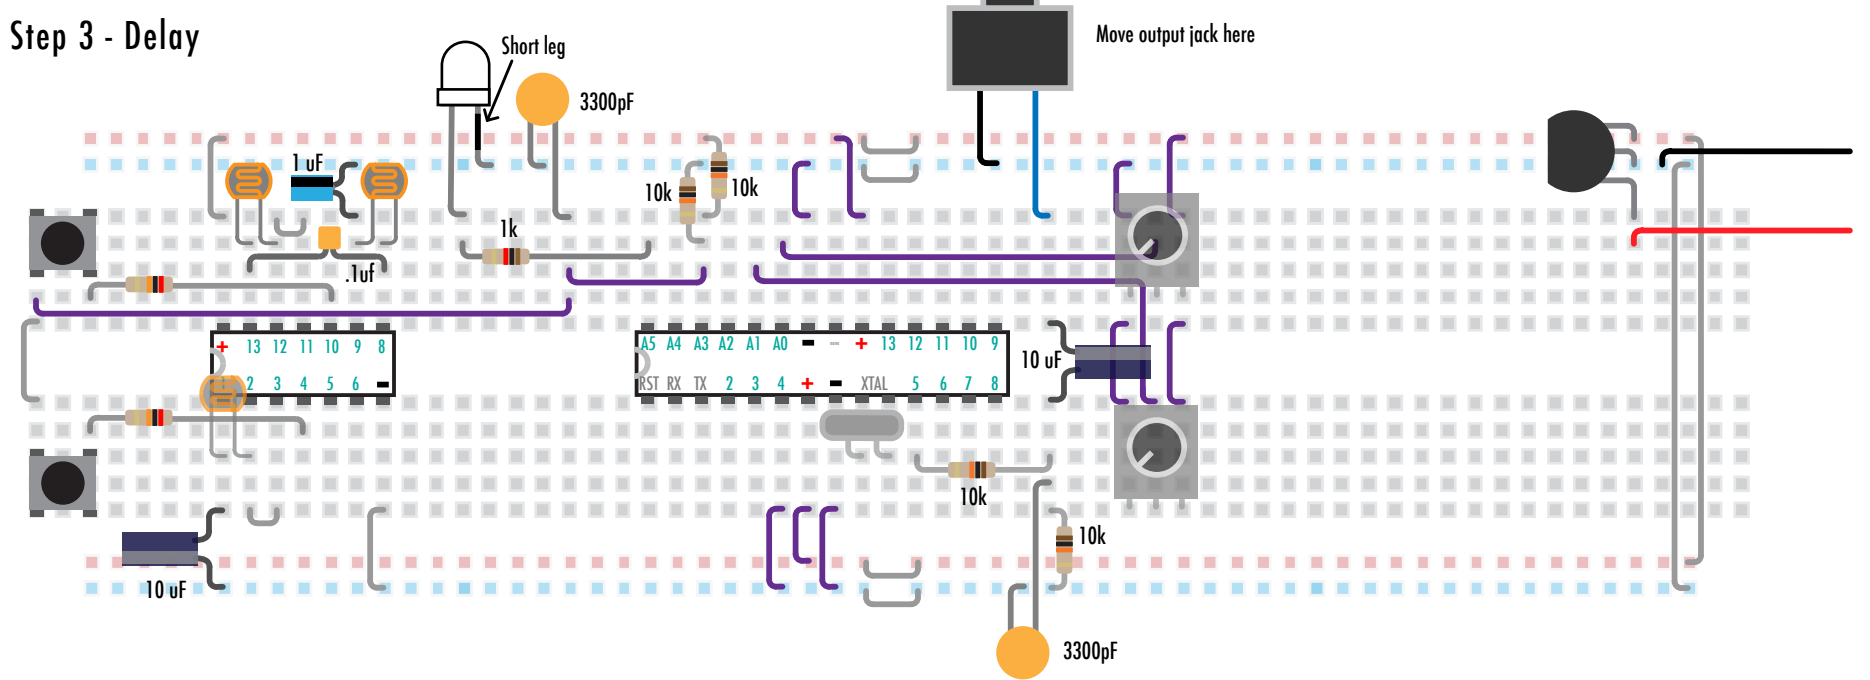 Step 3 - Delay
Short leg
Move output jack here
3300pF
1 uF
10k
10k
1k
.1uf
+ 13 12 11 10 9 8
2 3 4 5 6 -
A5 A4 A3 A2 A1 A0 - - + 13 12 11 10 9
RST RX TX 2 3 4 + - XTAL 5 6 7 8
10 uF
10k
10k
10 uF
3300pF